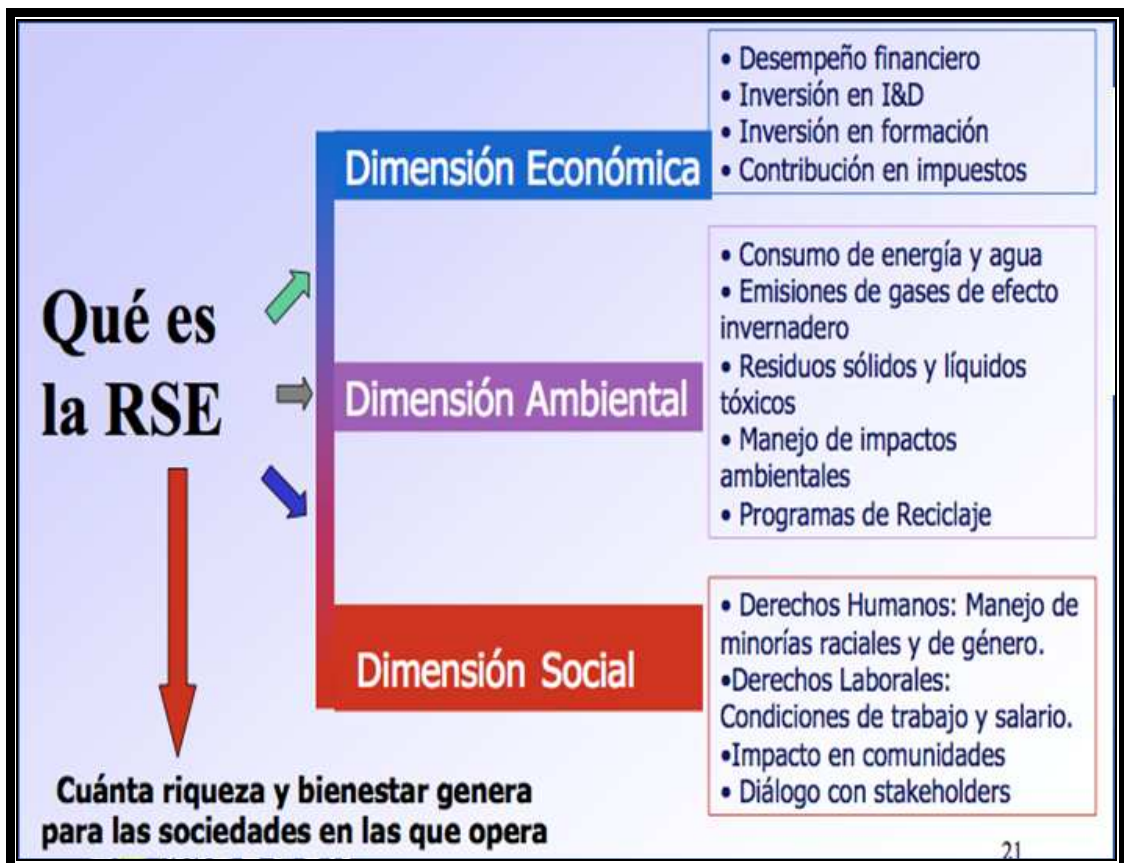 Qué es
la RSE
Cuánta riqueza y bienestar genera
para las sociedades en las que opera
Dimensión Económica
• Desempeño financiero
• Inversión en I&D
• Inversión en formación
• Contribución en impuestos
Dimensión Ambiental
• Consumo de energía y agua
• Emisiones de gases de efecto
invernadero
• Residuos sólidos y líquidos
tóxicos
• Manejo de impactos
ambientales
• Programas de Reciclaje
Dimensión Social
• Derechos Humanos: Manejo de
minorías raciales y de género.
•Derechos Laborales:
Condiciones de trabajo y salario.
•Impacto en comunidades
• Diálogo con stakeholders
21